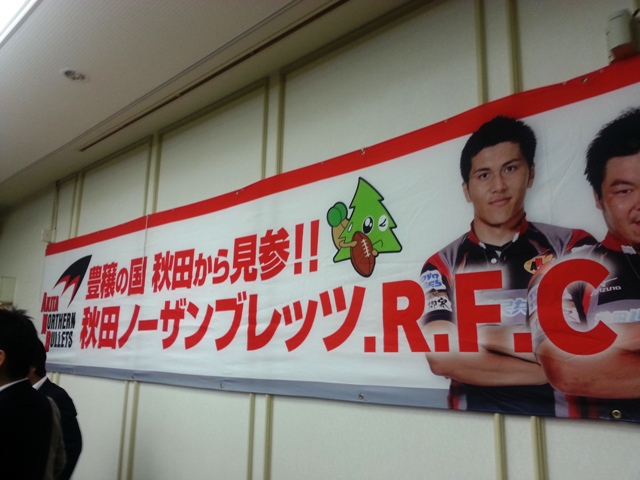 豊穣の国 秋田から見参!!
秋田ノーザンブレッツ.R.F.C
AKITA
NORTHERN
BULLETS
MIZUNO